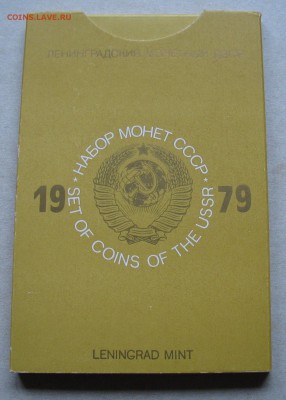 COINS.LAVE.RU
ЛЕНИНГРАДСКИЙ МОНЕТНЫЙ ДВОР
* НАБОР МОНЕТ СССР *
19 79
SET OF COINS OF THE USSR
LENINGRAD MINT